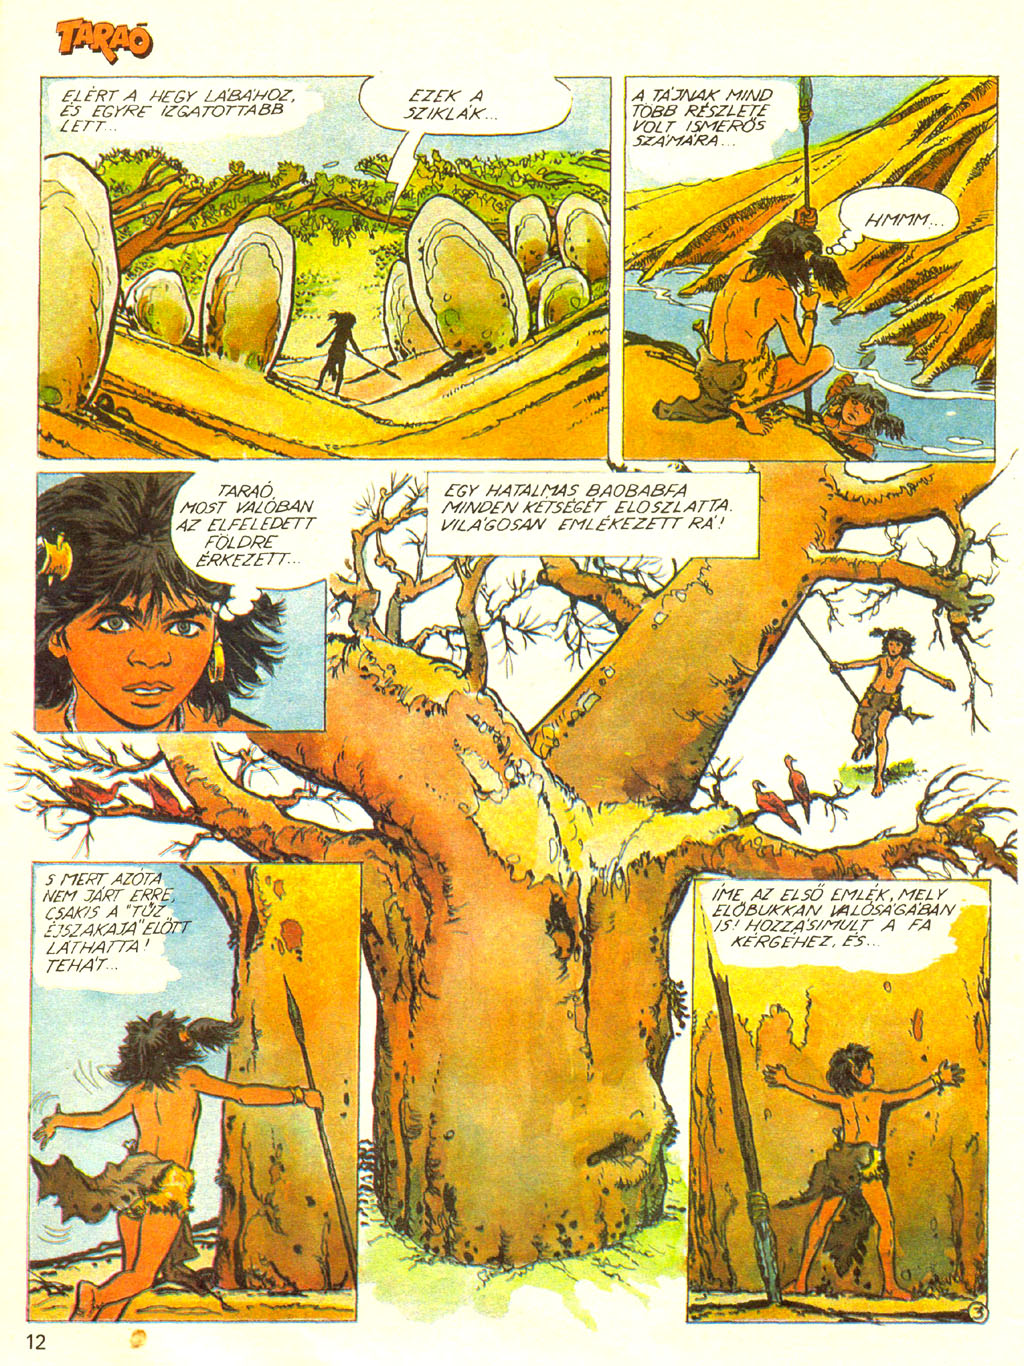 TARAÓ
ELÉRT A HEGY LÁBÁHOZ,
ÉS EGYRE IZGATOTTABB
LETT...
EZEK A
SZIKLÁK...
A TÁJNAK MIND
TÖBB RÉSZLETE
VOLT ISMERŐS
SZÁMÁRA...
HMMM...
TARAÓ,
MOST VALÓBAN
AZ ELFELEDETT
FÖLDRE
ÉRKEZETT...
EGY HATALMAS BAOBABFA
MINDEN KÉTSÉGÉT ELOSZLATTA.
VILÁGOSAN EMLÉKEZETT RÁ!
S MERT AZÓTA
NEM JÁRT ERRE,
CSAKIS A "TŰZ
ÉJSZAKÁJA" ELŐTT
LÁTHATTA!
TEHÁT...
ÍME, AZ ELSŐ EMLÉK, MELY
ELŐBUKKAN VALÓSÁGÁBAN
IS! HOZZÁSIMULT A FA
KÉRGÉHEZ, ÉS...
3
12